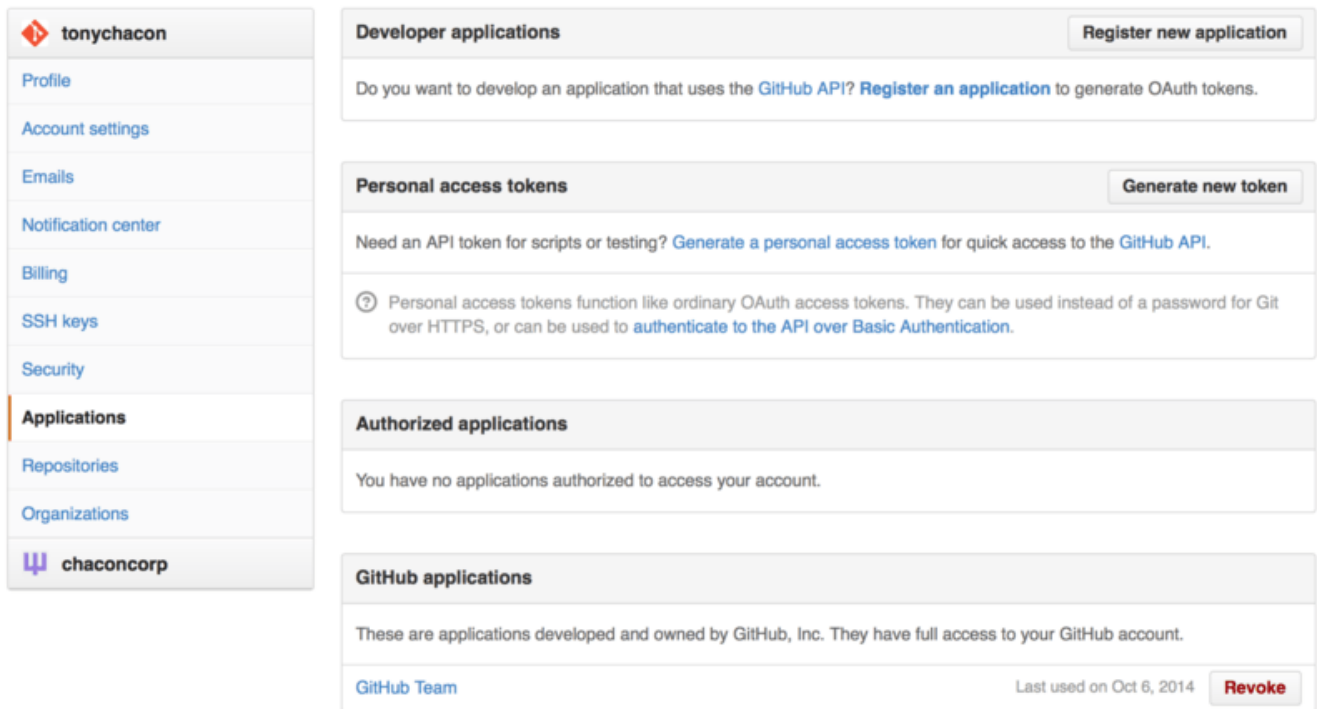 tonychacon
Profile
Account settings
Emails
Notification center
Billing
SSH keys
Security
Applications
Repositories
Organizations
chaconcorp
Developer applications
Register new application
Do you want to develop an application that uses the GitHub API? Register an application to generate OAuth tokens.
Personal access tokens
Generate new token
Need an API token for scripts or testing? Generate a personal access token for quick access to the GitHub API.
Personal access tokens function like ordinary OAuth access tokens. They can be used instead of a password for Git
over HTTPS, or can be used to authenticate to the API over Basic Authentication.
Authorized applications
You have no applications authorized to access your account.
GitHub applications
These are applications developed and owned by GitHub, Inc. They have full access to your GitHub account.
GitHub Team
Last used on Oct 6, 2014
Revoke